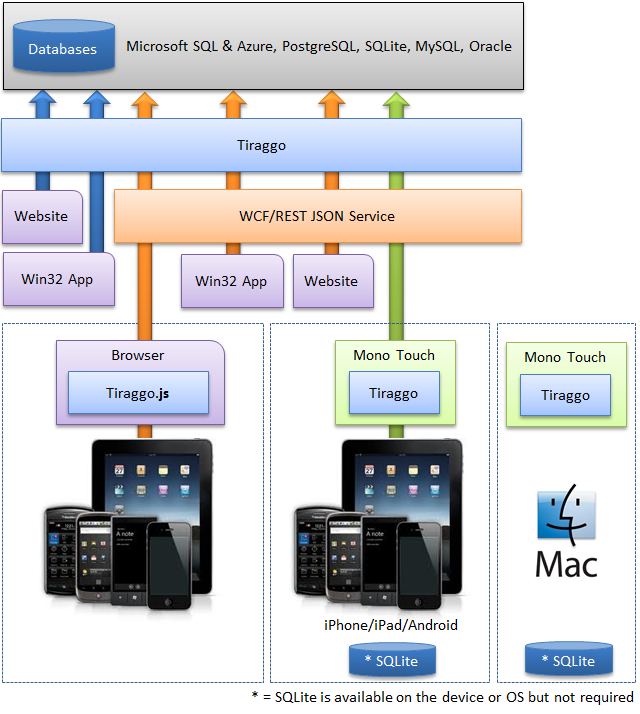 Databases
Microsoft SQL & Azure, PostgreSQL, SQLite, MySQL, Oracle
Tiraggo
Website
WCF/REST JSON Service
Win32 App
Win32 App
Website
Browser
Tiraggo.js
Mono Touch
Tiraggo
Mono Touch
Tiraggo
A note
A note
Mac
iPhone/iPad/Android
* SQLite
* SQLite
* = SQLite is available on the device or OS but not required